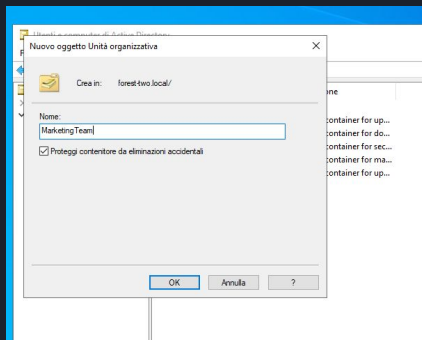 Utenti e computer di Active Directory
Nuovo oggetto Unità organizzativa
Crea in: forest-two.local/
Nome:
MarketingTeam
Proteggi contenitore da eliminazioni accidentali
OK Annulla ?
one
container for up...
container for do...
container for sec...
container for ma...
container for up...